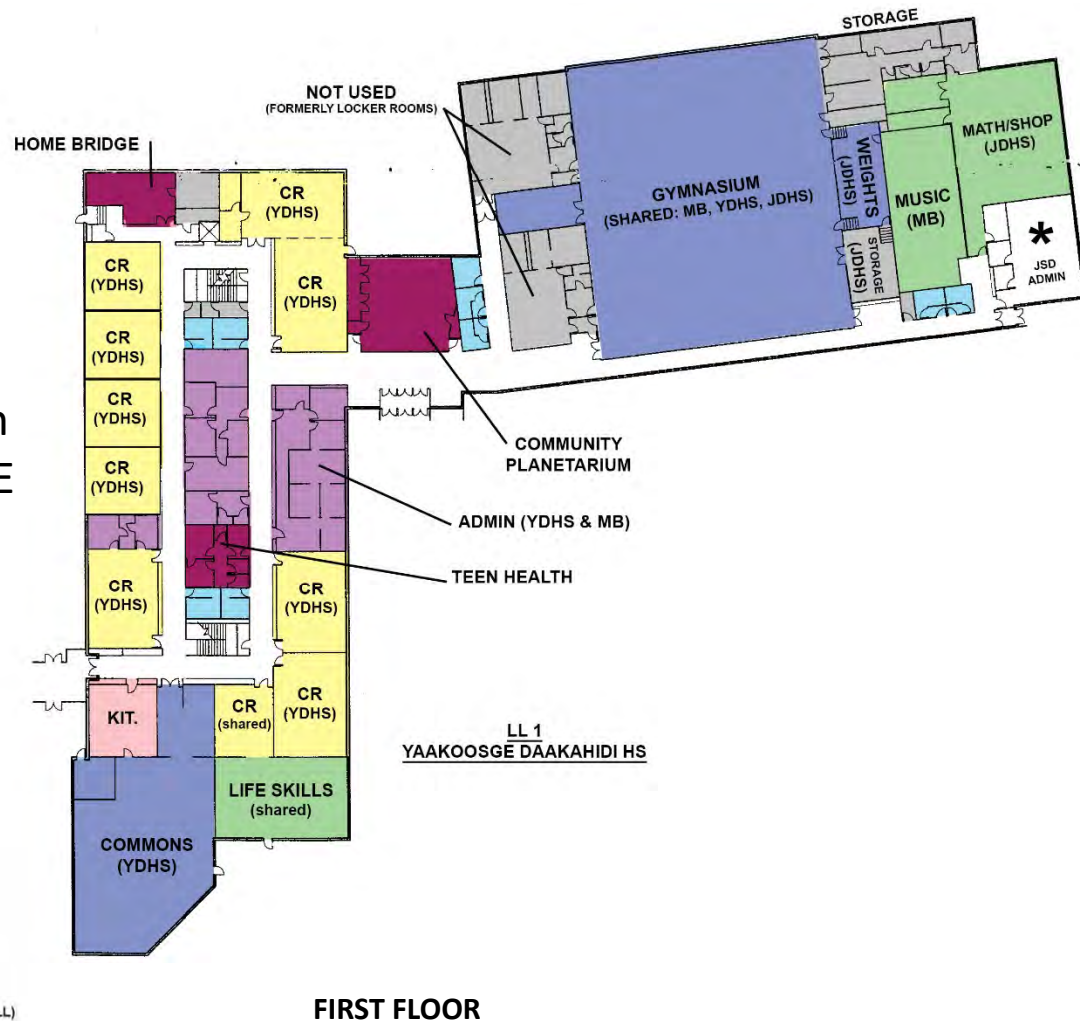 STORAGE
NOT USED
(FORMERLY LOCKER ROOMS)
HOME BRIDGE
CR
(YDHS)
GYMNASIUM
(SHARED: MB, YDHS, JDHS)
WEIGHTS
(JDHS)
MATH/SHOP
(JDHS)
MUSIC
(MB)
STORAGE
(JDHS)
*
JSD
ADMIN
CR
(YDHS)
CR
(YDHS)
CR
(YDHS)
CR
(YDHS)
CR
(YDHS)
COMMUNITY
PLANETARIUM
E
ADMIN (YDHS & MB)
TEEN HEALTH
CR
(YDHS)
CR
(YDHS)
KIT.
CR
(shared)
CR
(YDHS)
LL 1
YAAKOOSGE DAAKAHIDI HS
LIFE SKILLS
(shared)
COMMONS
(YDHS)
LL)
FIRST FLOOR